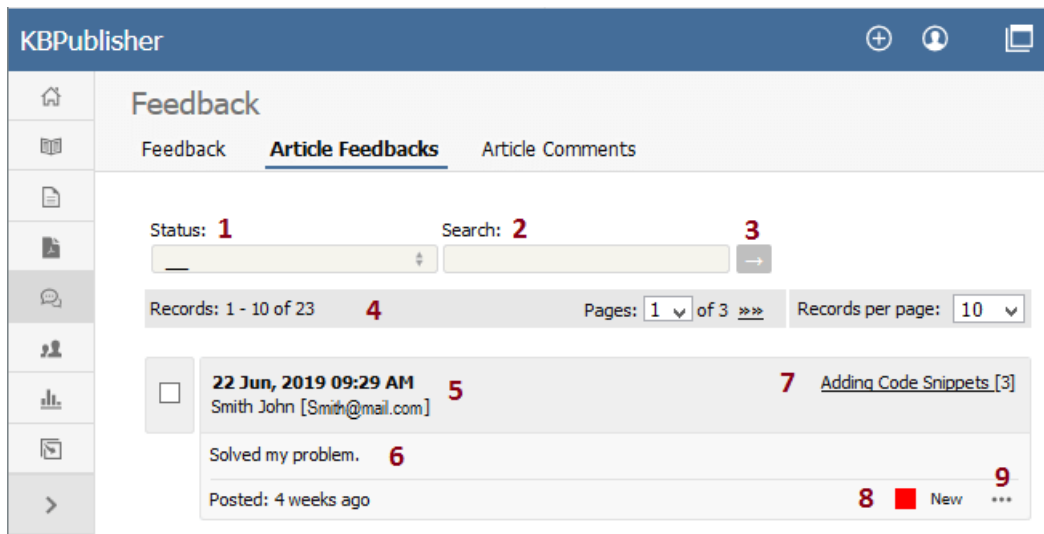 KBPublisher
Feedback
Feedback Article Feedbacks Article Comments
Status: 1 Search: 2 3
__ →
Records: 1 - 10 of 23 4 Pages: 1 of 3 »» Records per page: 10
22 Jun, 2019 09:29 AM 5 7 Adding Code Snippets [3]
Smith John [Smith@mail.com]
Solved my problem. 6
9
Posted: 4 weeks ago 8 New •••